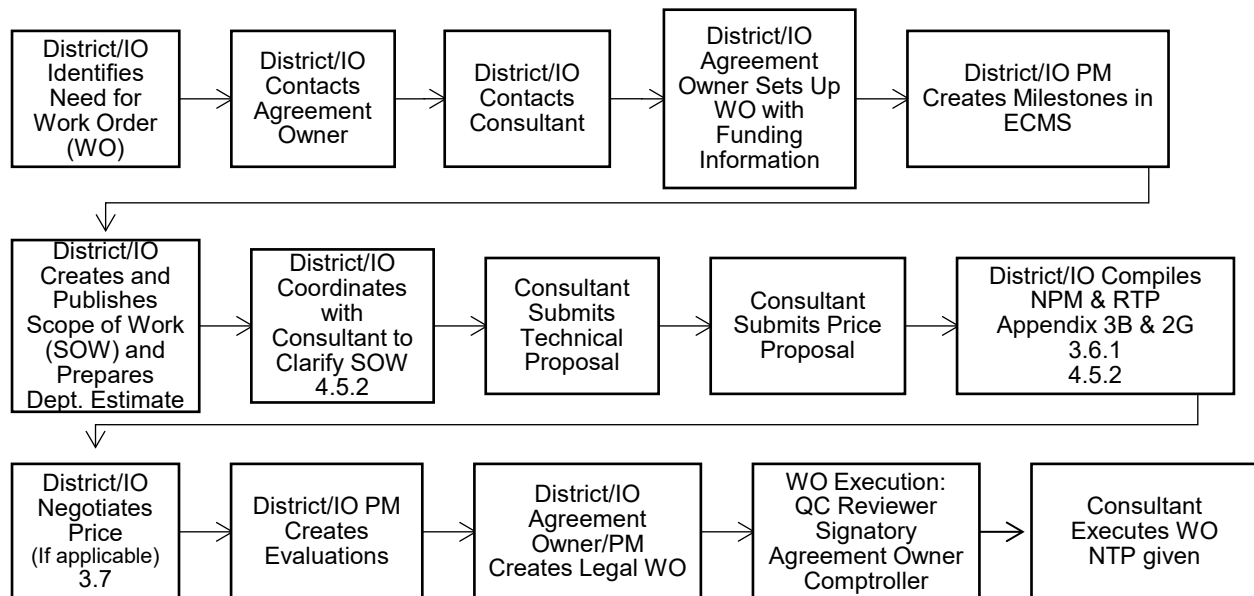 District/IO
Identifies
Need for
Work Order
(WO)
District/IO
Contacts
Agreement
Owner
District/IO
Contacts
Consultant
District/IO
Agreement
Owner Sets Up
WO with
Funding
Information
District/IO PM
Creates Milestones in
ECMS
District/IO
Creates and
Publishes
Scope of Work
(SOW) and
Prepares
Dept. Estimate
District/IO
Coordinates
with
Consultant to
Clarify SOW
4.5.2
Consultant
Submits
Technical
Proposal
Consultant
Submits Price
Proposal
District/IO Compiles
NPM & RTP
Appendix 3B & 2G
3.6.1
4.5.2
District/IO
Negotiates
Price
(If applicable)
3.7
District/IO PM
Creates
Evaluations
District/IO
Agreement
Owner/PM
Creates Legal WO
WO Execution:
QC Reviewer
Signatory
Agreement Owner
Comptroller
Consultant
Executes WO
NTP given